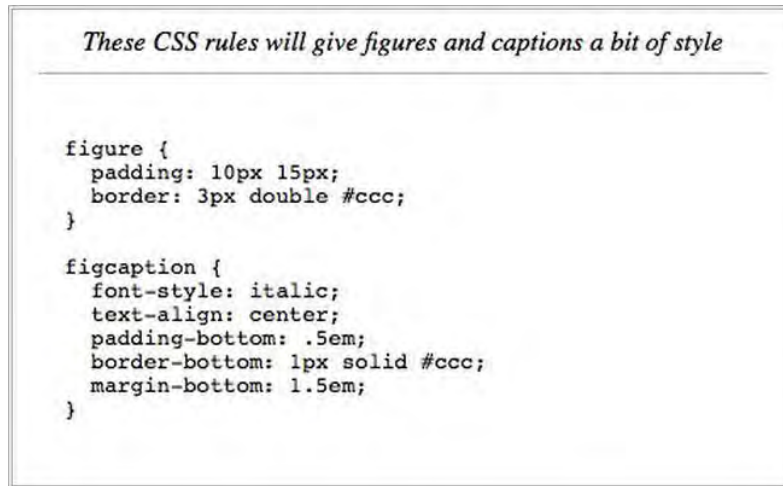 These CSS rules will give figures and captions a bit of style
figure {
  padding: 10px 15px;
  border: 3px double #ccc;
}
figcaption {
  font-style: italic;
  text-align: center;
  padding-bottom: .5em;
  border-bottom: 1px solid #ccc;
  margin-bottom: 1.5em;
}